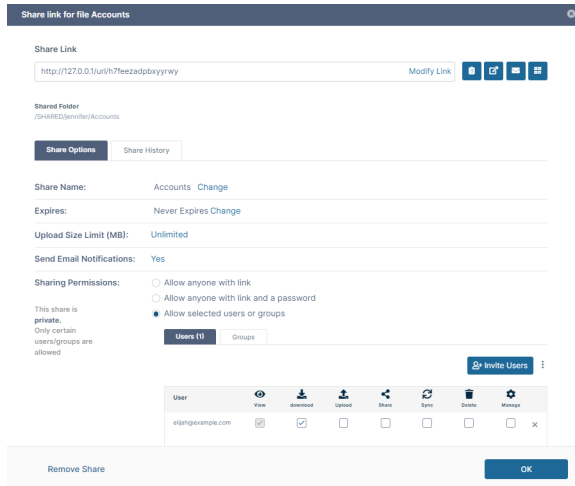 Share link for file Accounts
Share Link
http://127.0.0.1/url/h7feezadpbxyyrwy Modify Link
Shared Folder
/SHARED/jennifer/Accounts
Share Options Share History
Share Name: Accounts Change
Expires: Never Expires Change
Upload Size Limit (MB): Unlimited
Send Email Notifications: Yes
Sharing Permissions: Allow anyone with link
Allow anyone with link and a password
Allow selected users or groups
This share is
private.
Only certain
users/groups are
allowed
Users (1) Groups
Invite Users
User View download Upload Share Sync Delete Manage
elijah@example.com
Remove Share OK